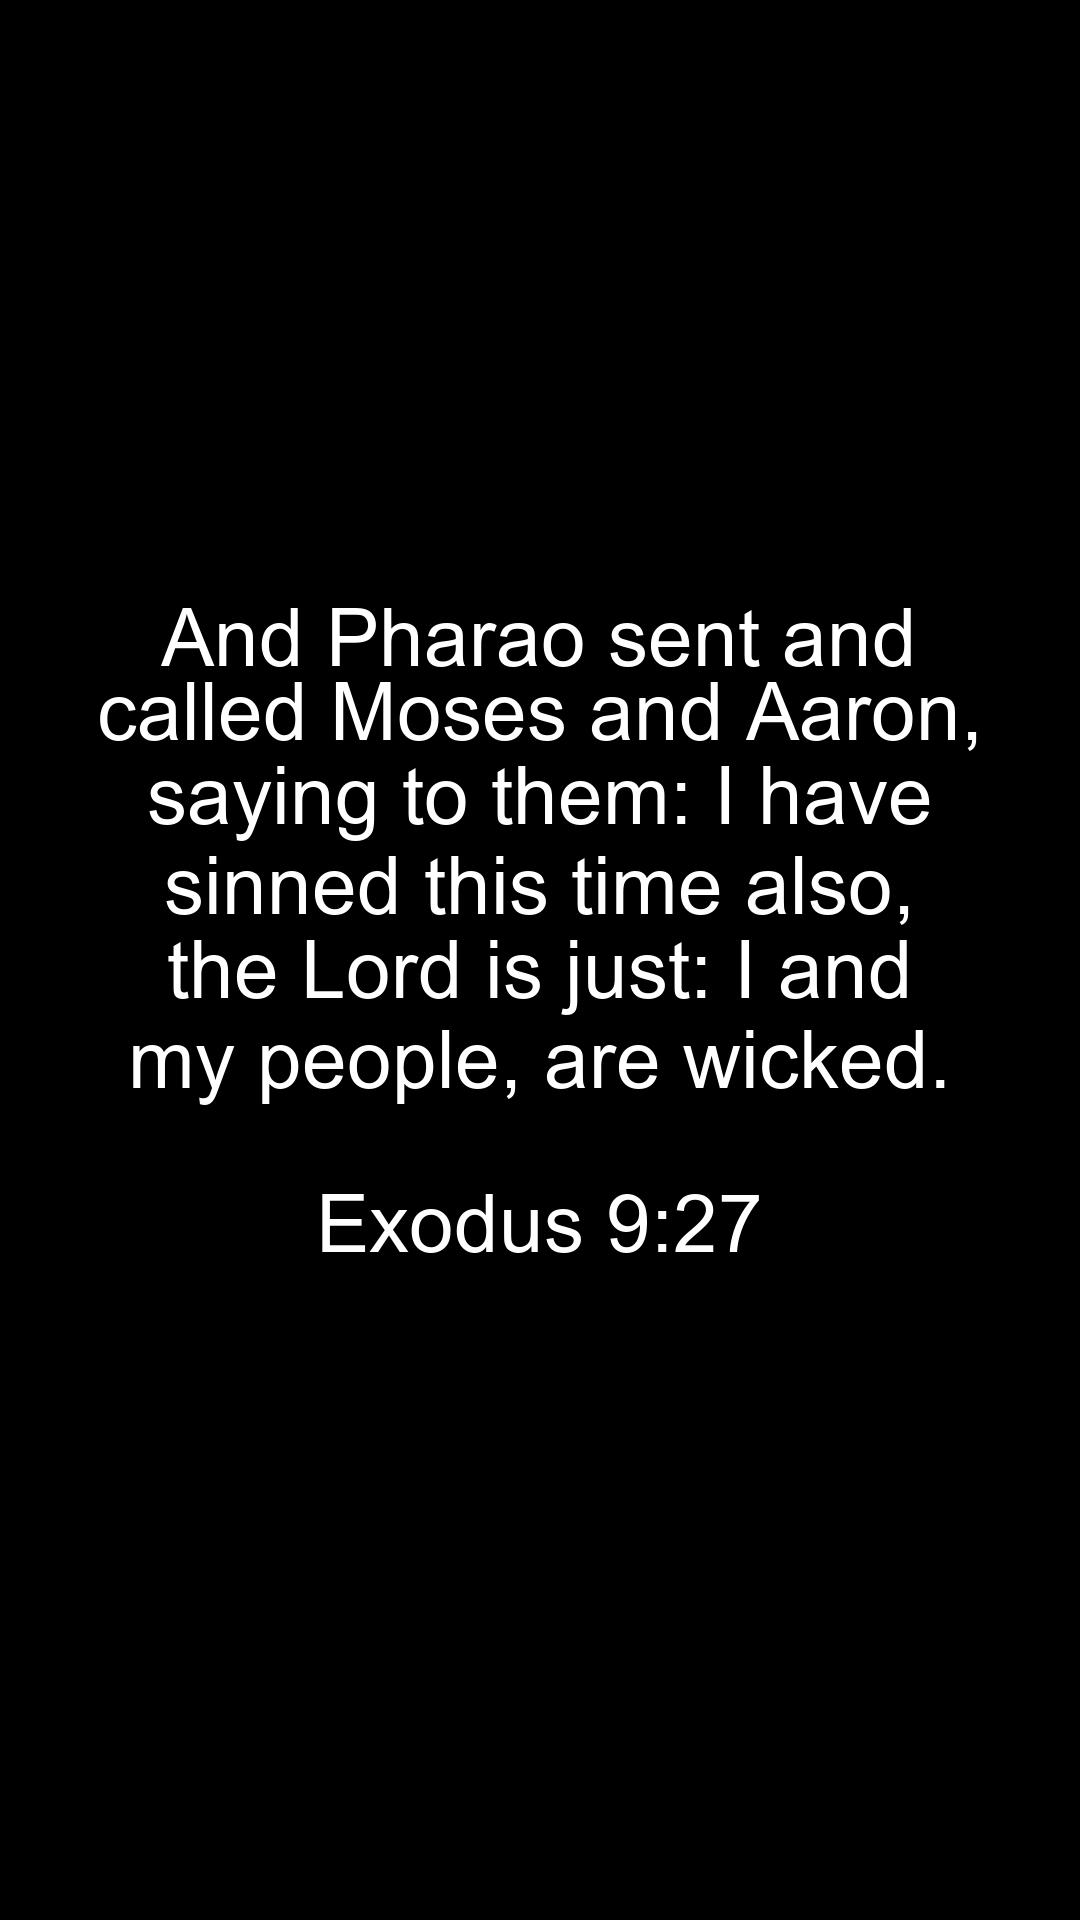 And Pharao sent and
called Moses and Aaron,
saying to them: I have
sinned this time also,
the Lord is just: I and
my people, are wicked.
Exodus 9:27